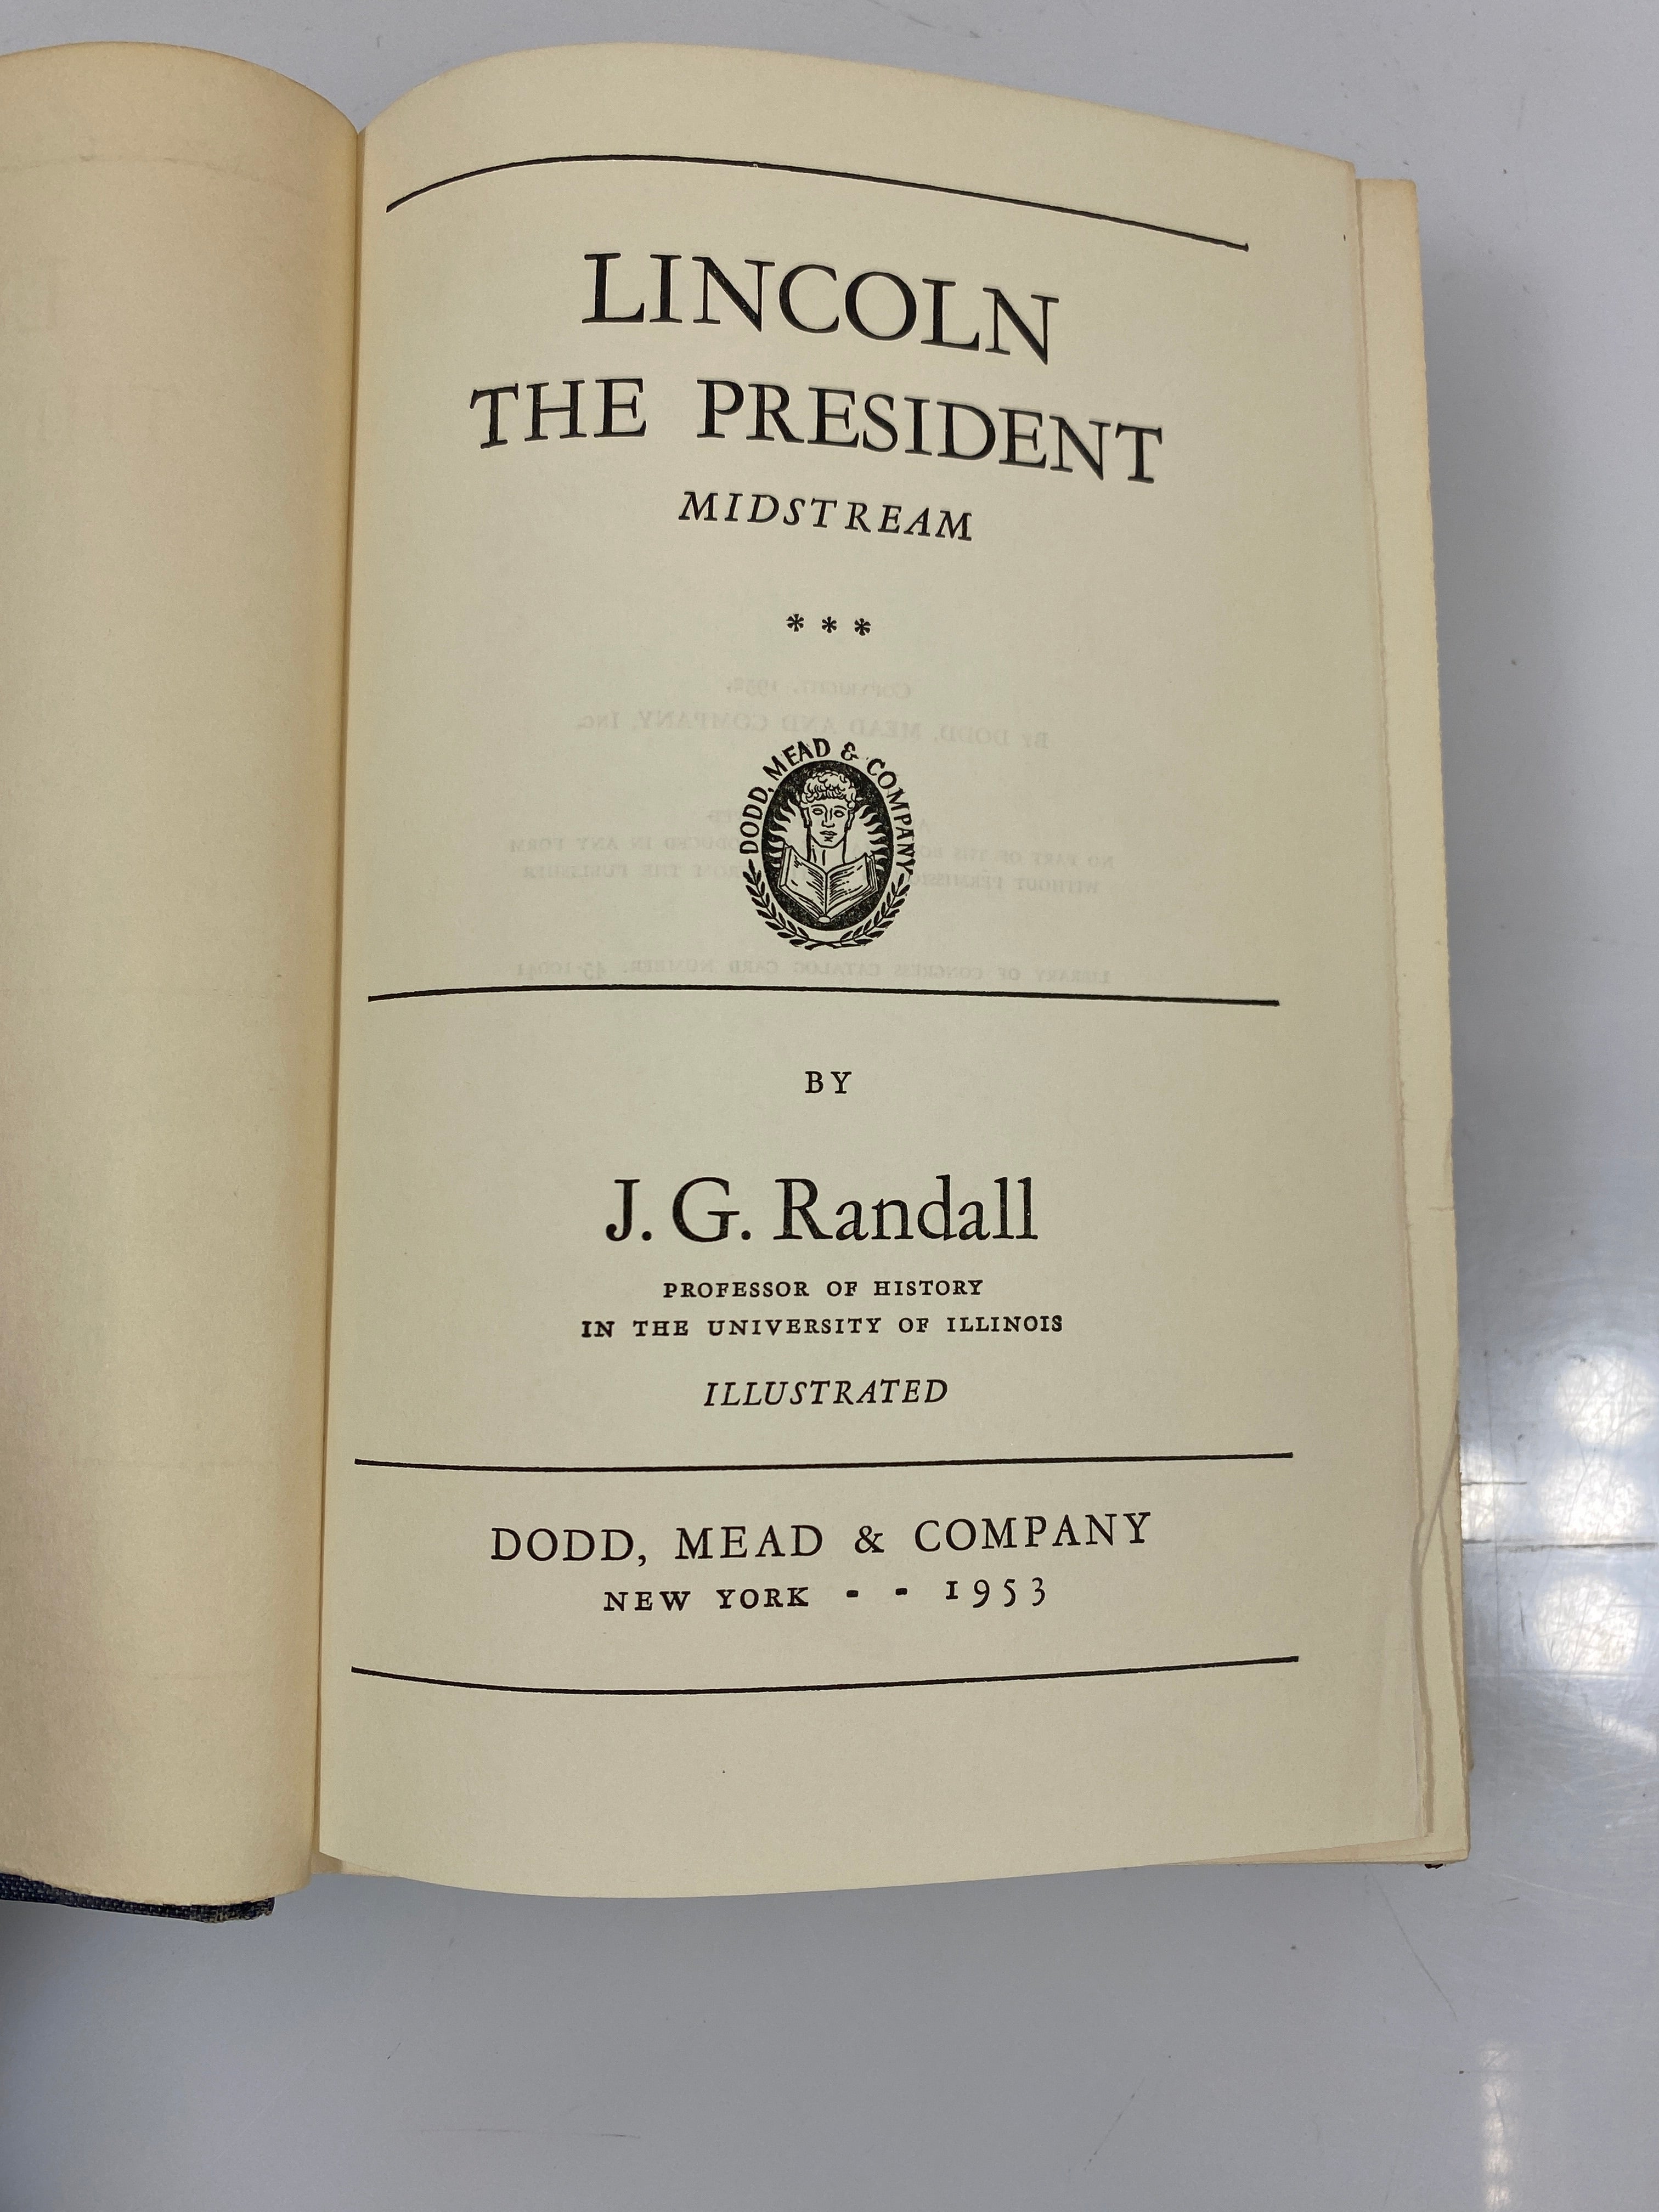 LINCOLN
THE PRESIDENT
MIDSTREAM
* * *
DODD, MEAD & COMPANY
BY
J. G. Randall
PROFESSOR OF HISTORY
IN THE UNIVERSITY OF ILLINOIS
ILLUSTRATED
DODD, MEAD & COMPANY
NEW YORK - - 1953